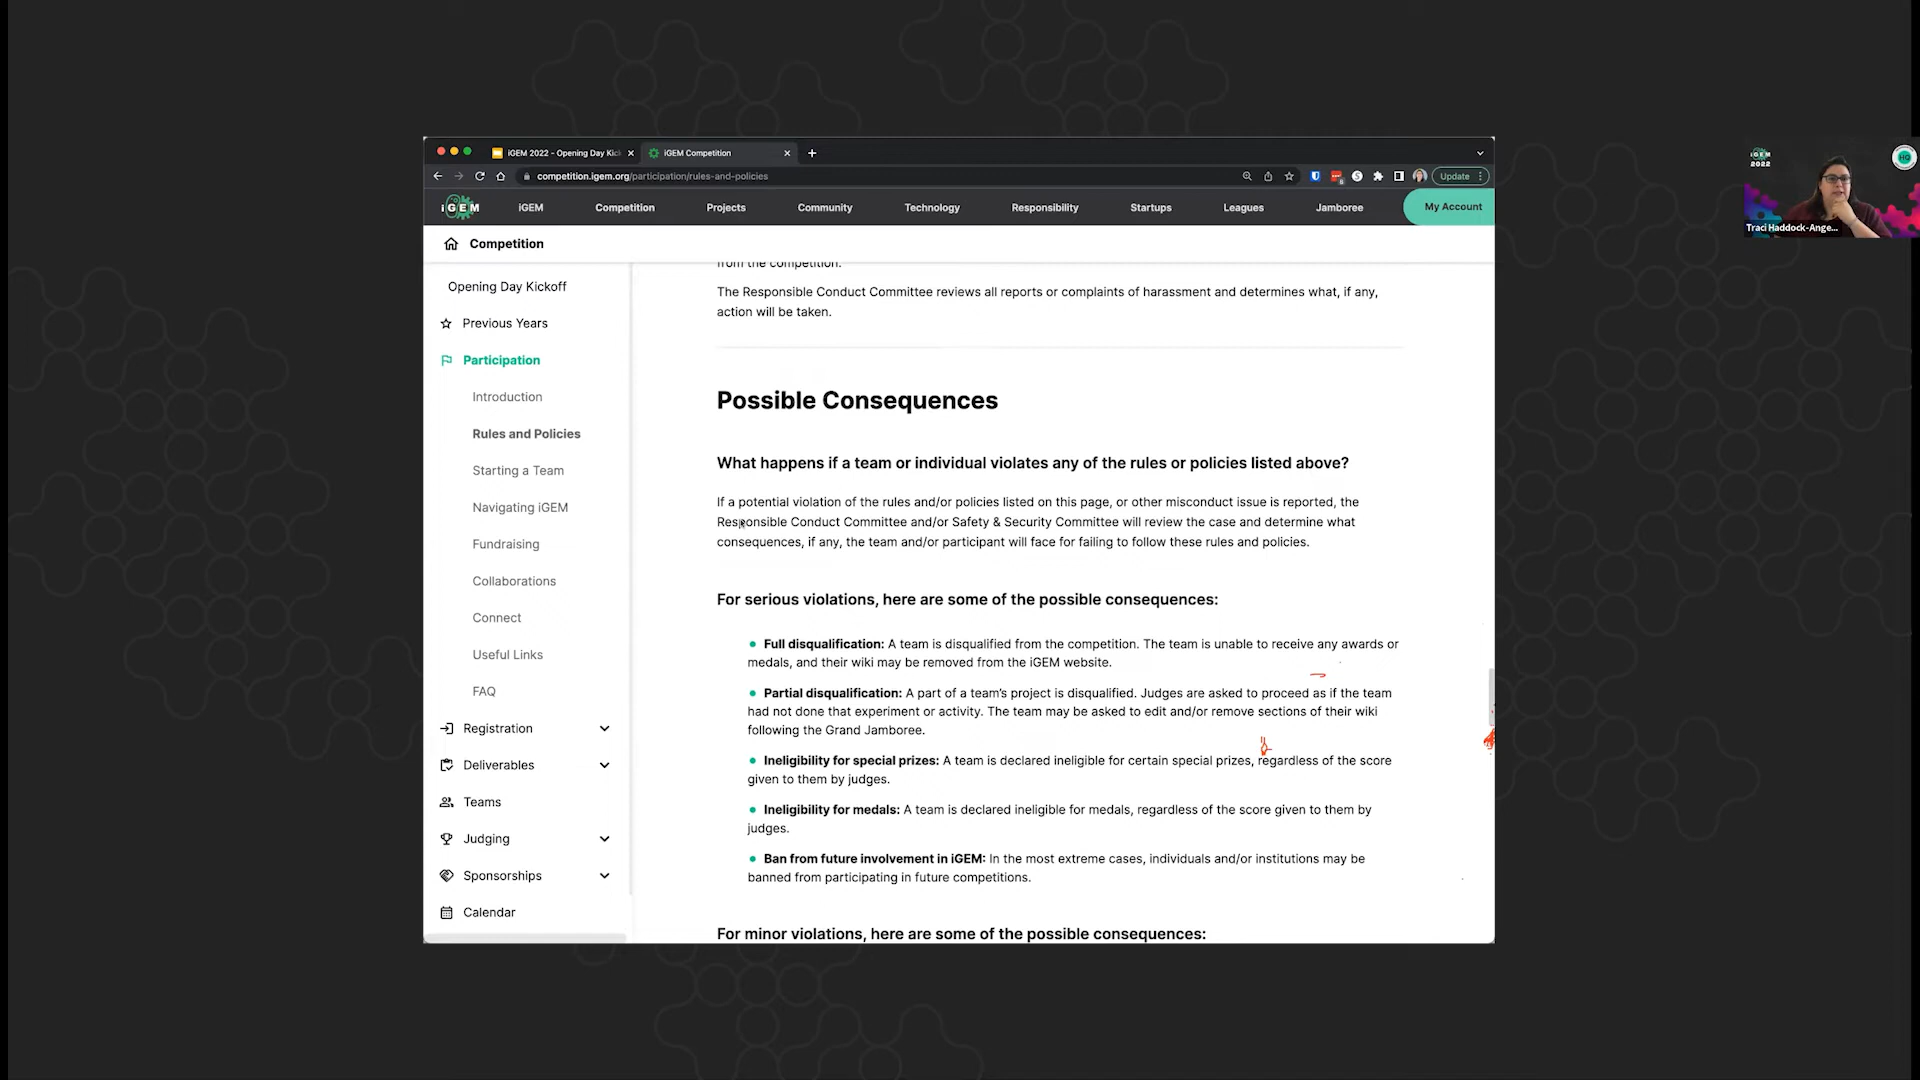 iGEM 2022 - Opening Day Kic
iGEM Competition
competition.igem.org/participation/rules-and-policies
Update
iGEM
iGEM
Competition
Projects
Community
Technology
Responsibility
Startups
Leagues
Jamboree
My Account
iGEM
2022
HQ
Traci Haddock-Ange...
Competition
Opening Day Kickoff
Previous Years
Participation
Introduction
Rules and Policies
Starting a Team
Navigating iGEM
Fundraising
Collaborations
Connect
Useful Links
FAQ
Registration
Deliverables
Teams
Judging
Sponsorships
Calendar
from the competition.
The Responsible Conduct Committee reviews all reports or complaints of harassment and determines what, if any,
action will be taken.
Possible Consequences
What happens if a team or individual violates any of the rules or policies listed above?
If a potential violation of the rules and/or policies listed on this page, or other misconduct issue is reported, the
Responsible Conduct Committee and/or Safety & Security Committee will review the case and determine what
consequences, if any, the team and/or participant will face for failing to follow these rules and policies.
For serious violations, here are some of the possible consequences:
Full disqualification: A team is disqualified from the competition. The team is unable to receive any awards or
medals, and their wiki may be removed from the iGEM website.
Partial disqualification: A part of a team's project is disqualified. Judges are asked to proceed as if the team
had not done that experiment or activity. The team may be asked to edit and/or remove sections of their wiki
following the Grand Jamboree.
Ineligibility for special prizes: A team is declared ineligible for certain special prizes, regardless of the score
given to them by judges.
Ineligibility for medals: A team is declared ineligible for medals, regardless of the score given to them by
judges.
Ban from future involvement in iGEM: In the most extreme cases, individuals and/or institutions may be
banned from participating in future competitions.
For minor violations, here are some of the possible consequences: